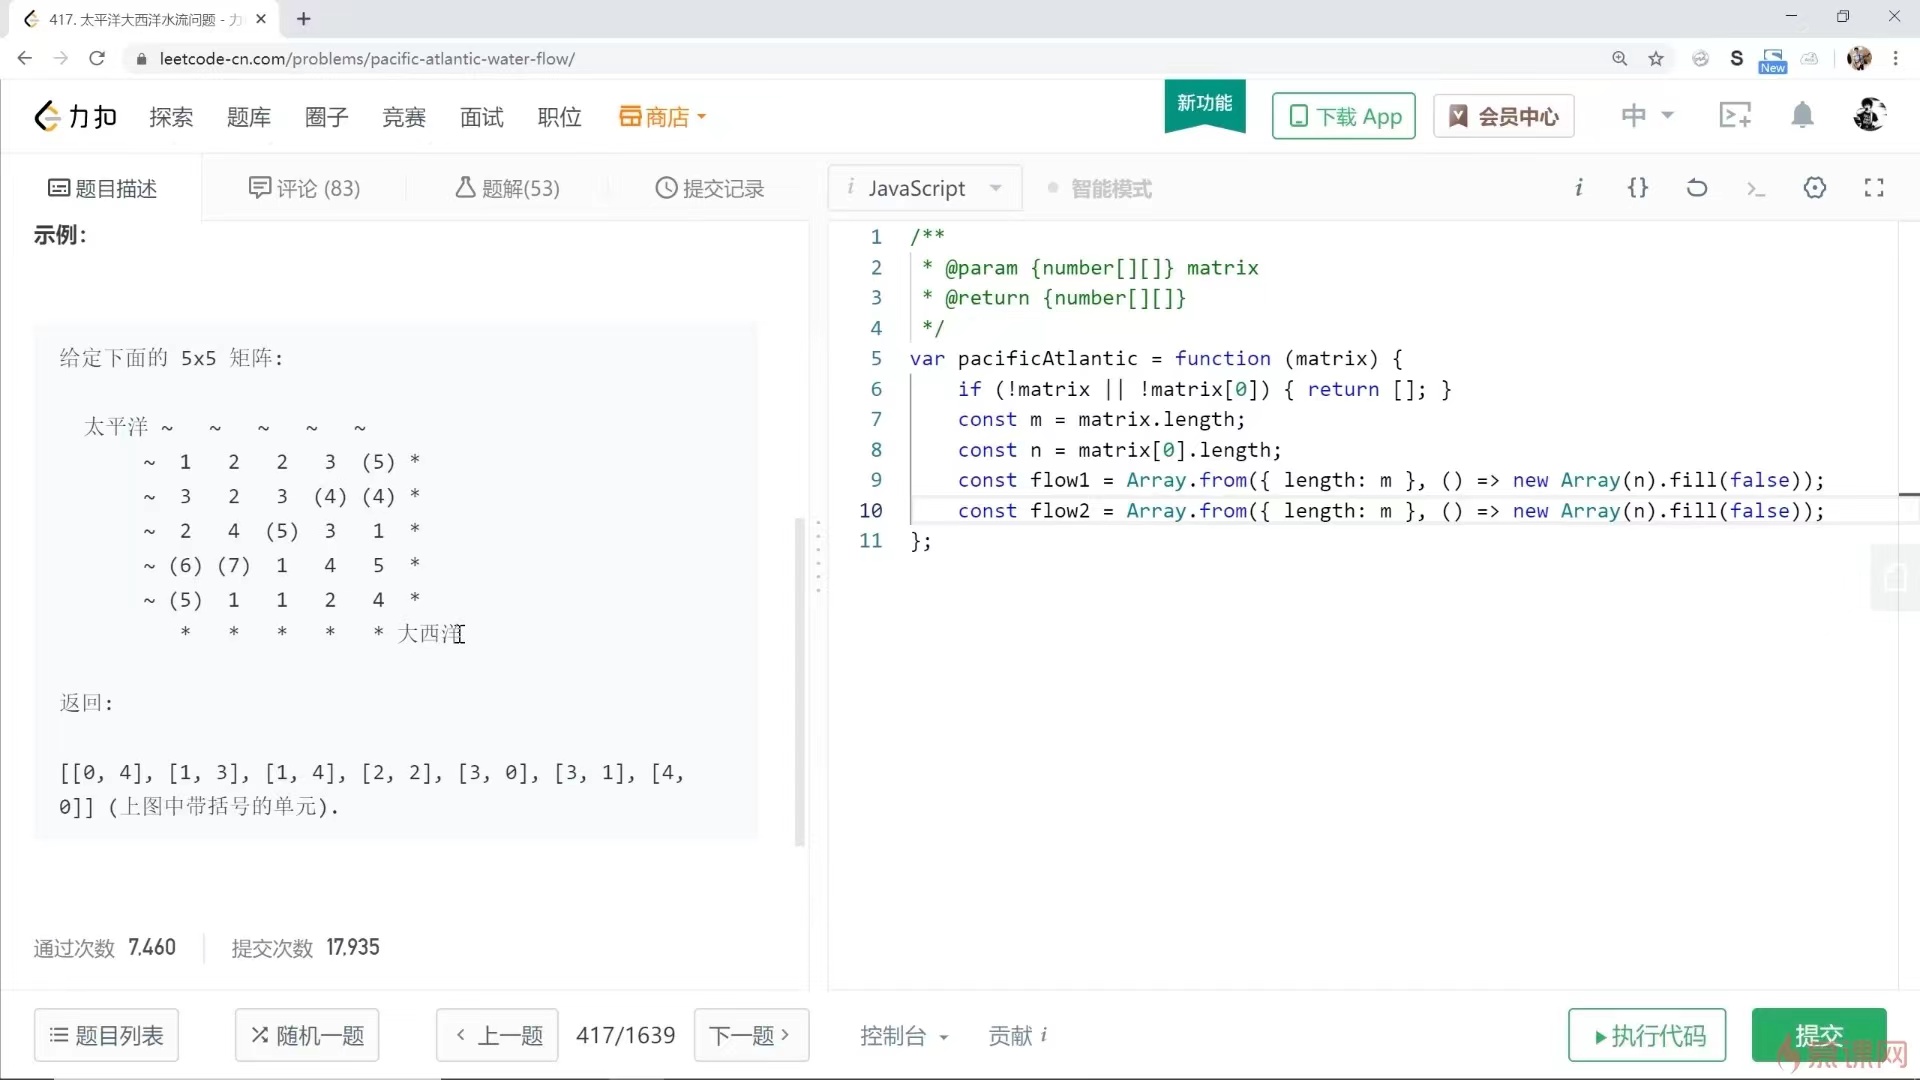 417. 太平洋大西洋水流问题 - 力
leetcode-cn.com/problems/pacific-atlantic-water-flow/
S
New
力扣
探索
题库
圈子
竞赛
面试
职位
商店
新功能
下载 App
会员中心
中
题目描述
评论 (83)
题解(53)
提交记录
i JavaScript
智能模式
i {}
示例:
给定下面的 5x5 矩阵:
太平洋 ~ ~ ~ ~ ~
~ 1 2 2 3 (5) *
~ 3 2 3 (4) (4) *
~ 2 4 (5) 3 1 *
~ (6) (7) 1 4 5 *
~ (5) 1 1 2 4 *
* * * * * 大西洋
返回:
[[0, 4], [1, 3], [1, 4], [2, 2], [3, 0], [3, 1], [4,
0]] (上图中带括号的单元).
通过次数 7,460
提交次数 17,935
1 /**
2 * @param {number[][]} matrix
3 * @return {number[][]}
4 */
5 var pacificAtlantic = function (matrix) {
6 if (!matrix || !matrix[0]) { return []; }
7 const m = matrix.length;
8 const n = matrix[0].length;
9 const flow1 = Array.from({ length: m }, () => new Array(n).fill(false));
10 const flow2 = Array.from({ length: m }, () => new Array(n).fill(false));
11 };
题目列表
随机一题
上一题
417/1639
下一题
控制台
贡献 i
执行代码
提交
慕课网